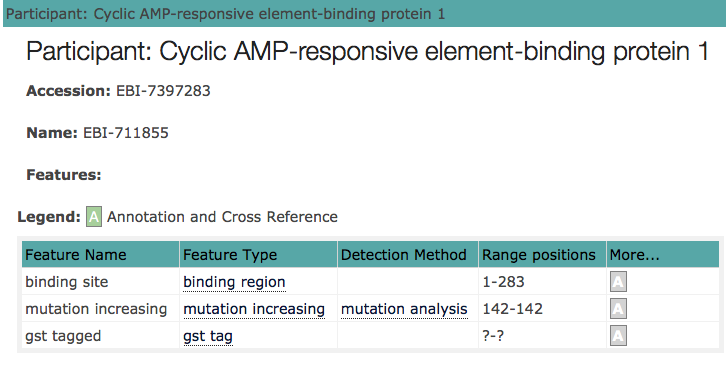 Participant: Cyclic AMP-responsive element-binding protein 1
Participant: Cyclic AMP-responsive element-binding protein 1
Accession: EBI-7397283
Name: EBI-711855
Features:
Legend: A Annotation and Cross Reference
Feature Name Feature Type Detection Method Range positions More...
binding site binding region 1-283 A
mutation increasing mutation increasing mutation analysis 142-142 A
gst tagged gst tag ?-? A